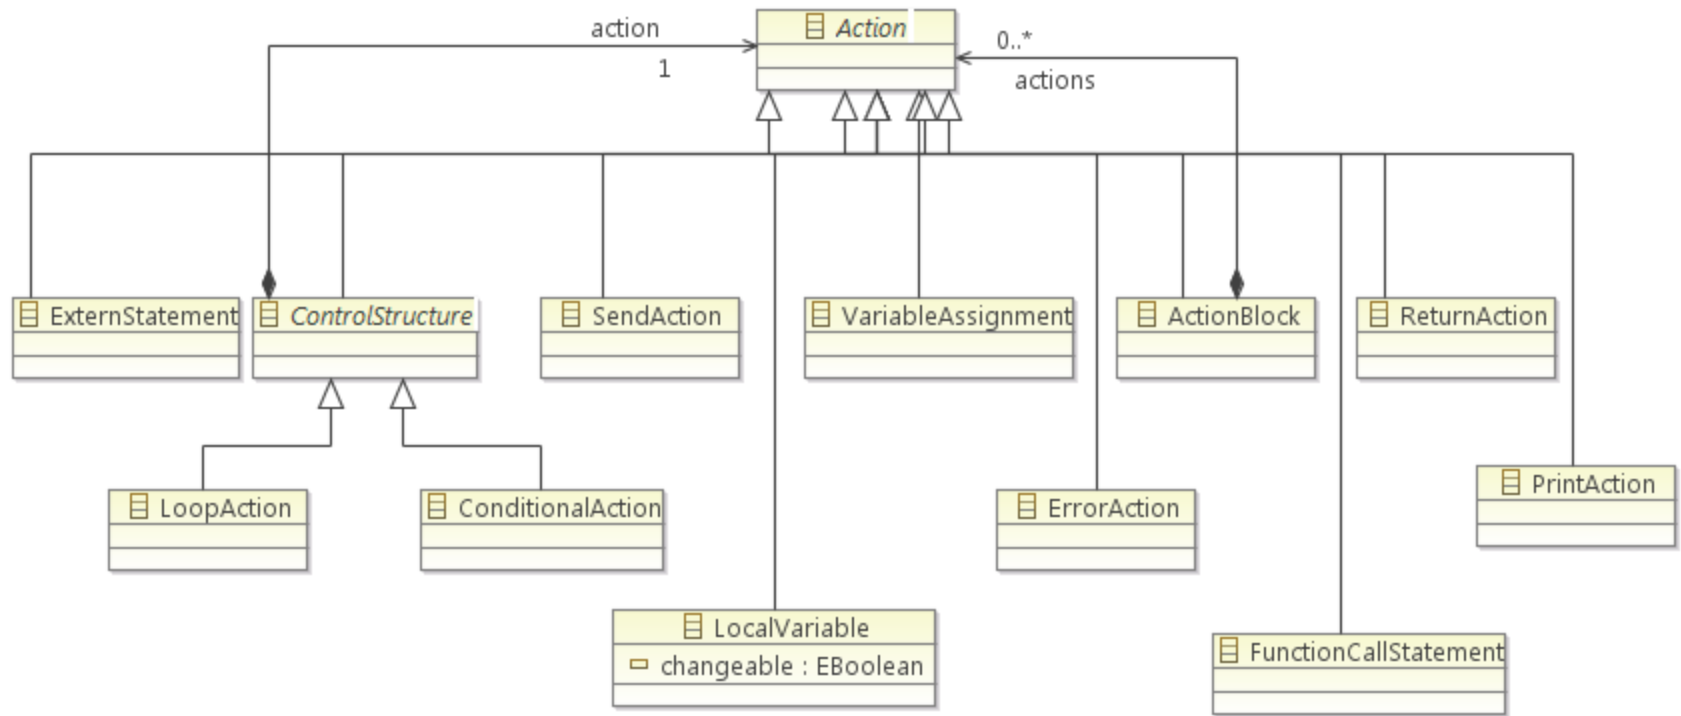 Action
action
1
0..*
actions
ExternStatement
ControlStructure
SendAction
VariableAssignment
ActionBlock
ReturnAction
LoopAction
ConditionalAction
ErrorAction
PrintAction
LocalVariable
changeable : EBoolean
FunctionCallStatement